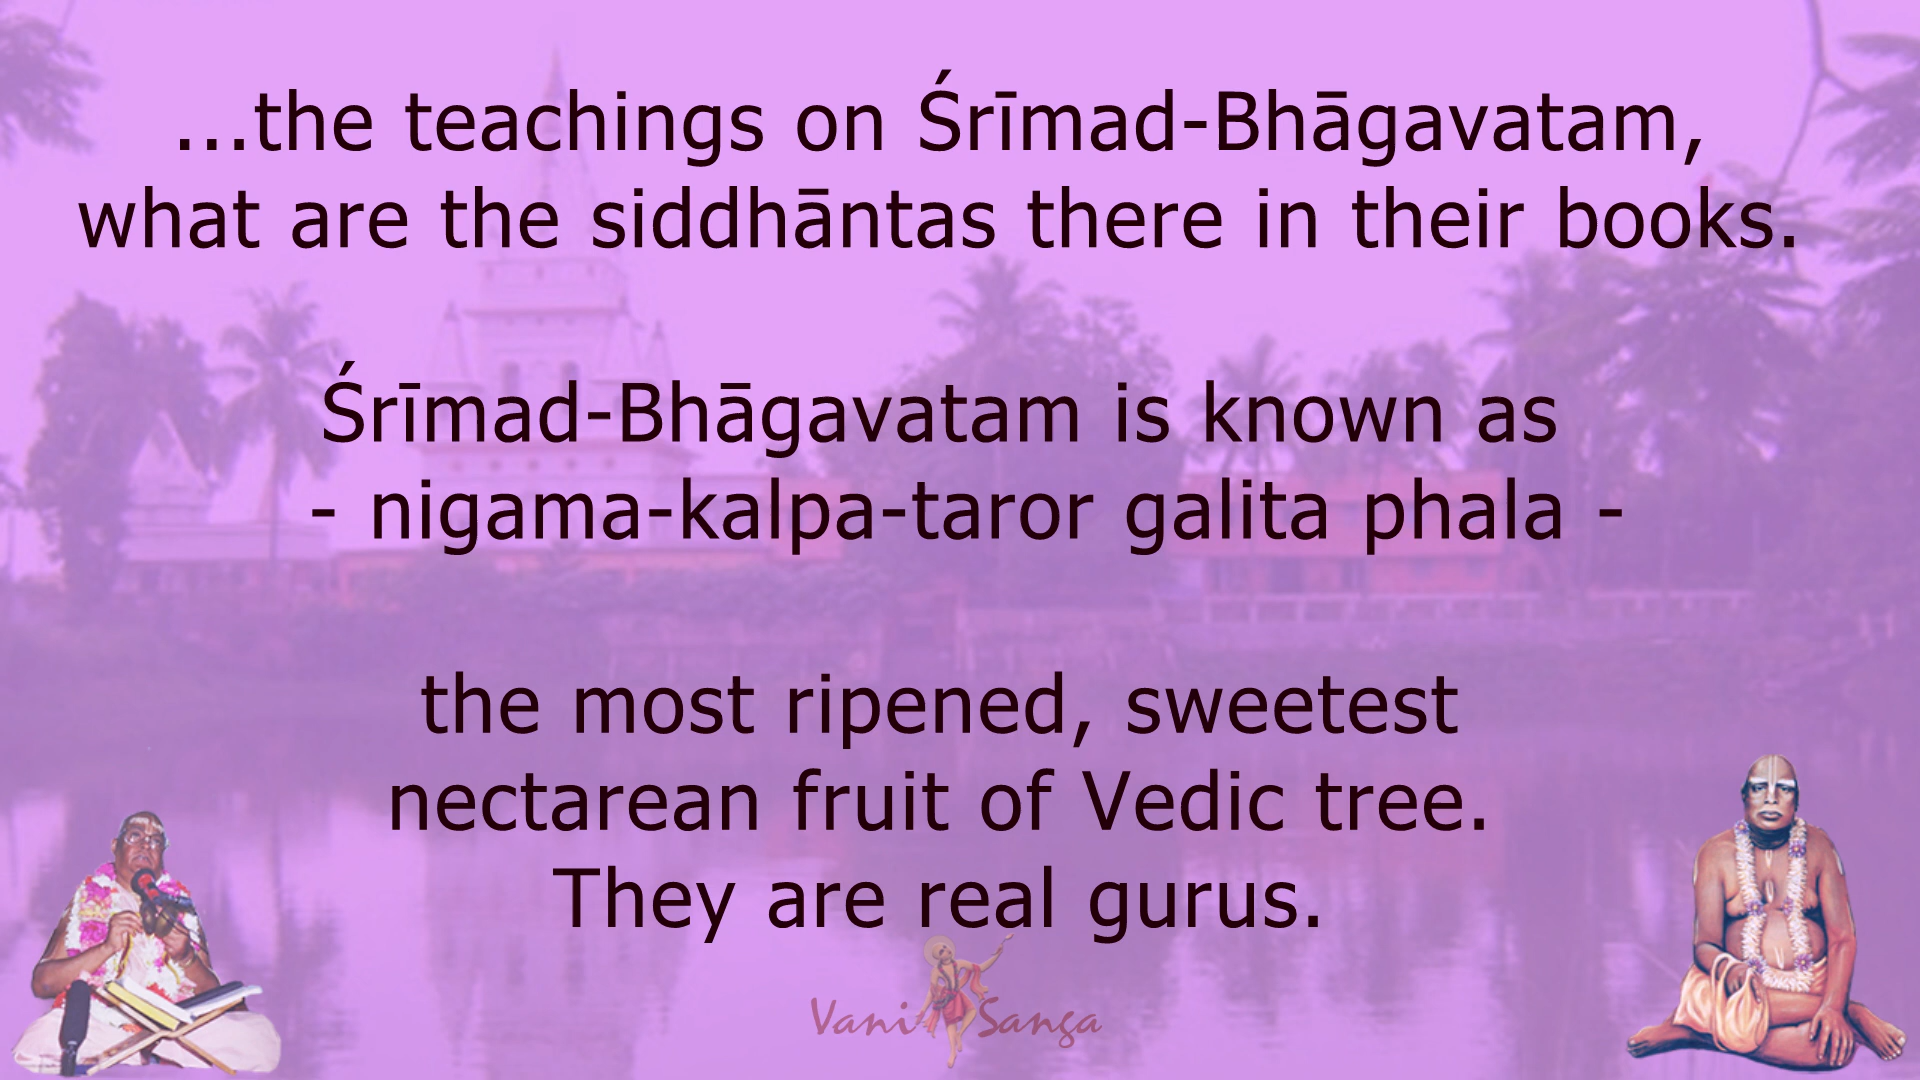 ...the teachings on Śrīmad-Bhāgavatam,
what are the siddhāntas there in their books.
Śrīmad-Bhāgavatam is known as
- nigama-kalpa-taror galita phala -
the most ripened, sweetest
nectarean fruit of Vedic tree.
They are real gurus.
Vani Sanga